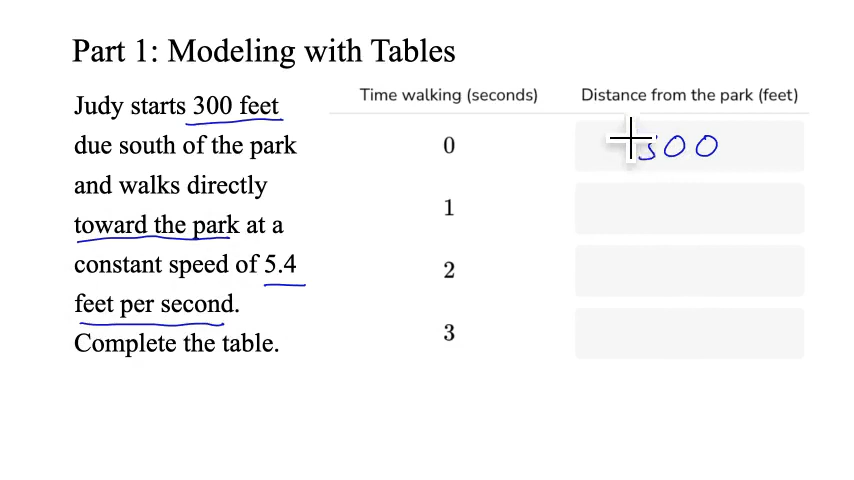 Part 1: Modeling with Tables
Judy starts 300 feet
due south of the park
and walks directly
toward the park at a
constant speed of 5.4
feet per second.
Complete the table.
Time walking (seconds) Distance from the park (feet)
0 300
1
2
3